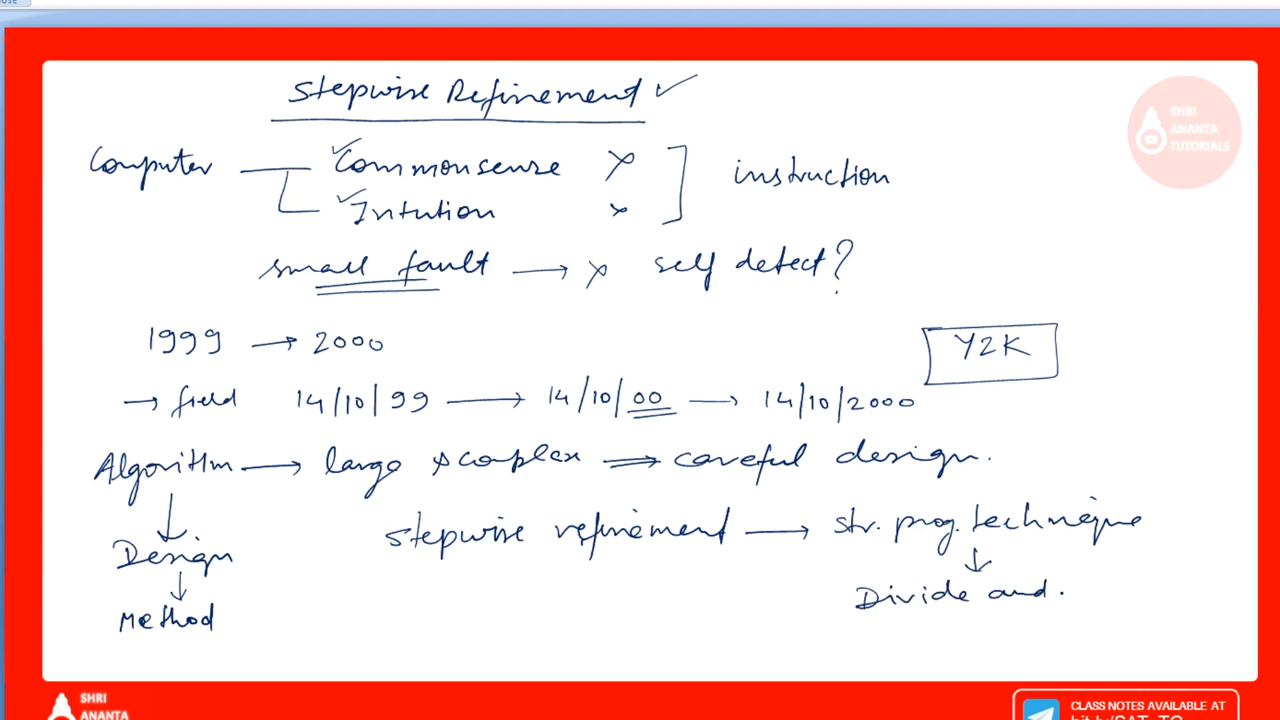 Stepwise Refinement
Computer — Commonsense × ] instruction
Intution ×
small fault → × self detect?
1999 → 2000
Y2K
→ field 14/10/99 → 14/10/00 → 14/10/2000
Algorithm → large & complex ⇒ careful design.
stepwise refinement → str. prog. technique
Design
Divide and.
Method
SHRI
ANANTA
TUTORIALS
SHRI
ANANTA
CLASS NOTES AVAILABLE AT